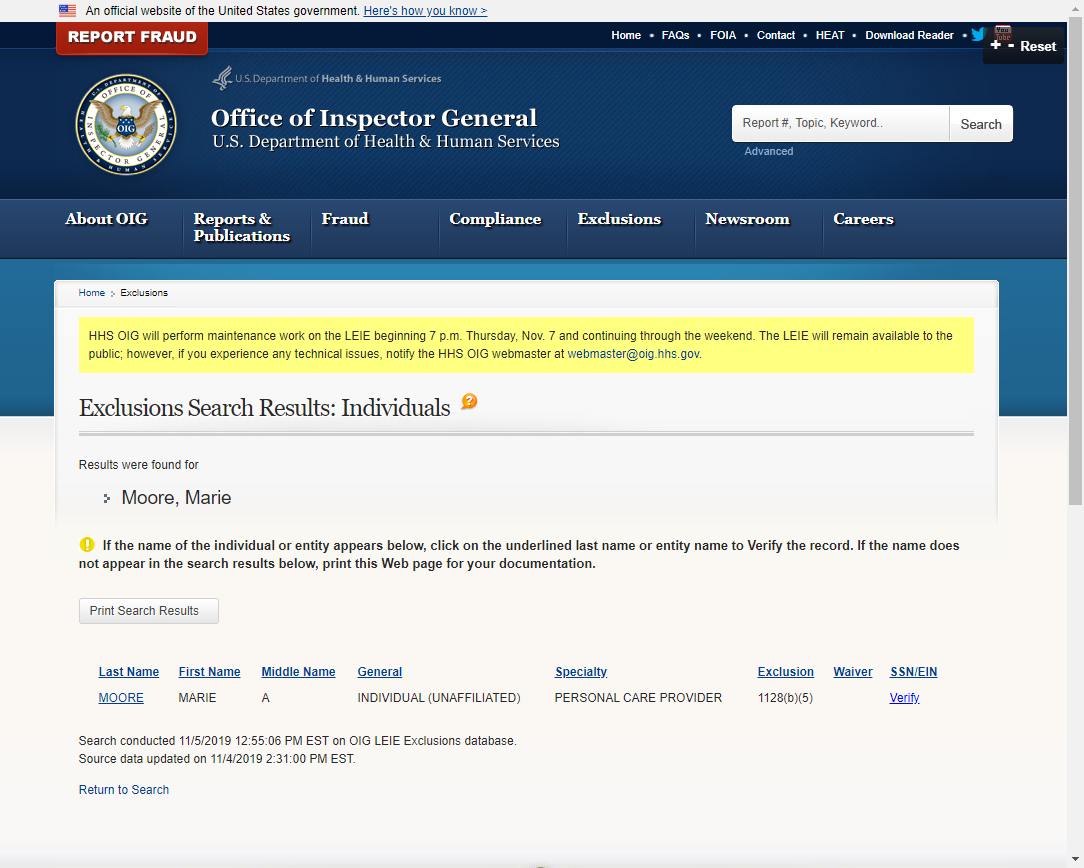 An official website of the United States government. Here's how you know >
REPORT FRAUD
Home • FAQs • FOIA • Contact • HEAT • Download Reader •
You
Tube
+ - Reset
U.S. Department of Health & Human Services
Office of Inspector General
U.S. Department of Health & Human Services
OIG
Report #, Topic, Keyword..
Search
Advanced
About OIG
Reports &
Publications
Fraud
Compliance
Exclusions
Newsroom
Careers
Home
Exclusions
HHS OIG will perform maintenance work on the LEIE beginning 7 p.m. Thursday, Nov. 7 and continuing through the weekend. The LEIE will remain available to the
public; however, if you experience any technical issues, notify the HHS OIG webmaster at webmaster@oig.hhs.gov.
Exclusions Search Results: Individuals ?
Results were found for
Moore, Marie
If the name of the individual or entity appears below, click on the underlined last name or entity name to Verify the record. If the name does
not appear in the search results below, print this Web page for your documentation.
Print Search Results
Last Name First Name Middle Name General Specialty Exclusion Waiver SSN/EIN
MOORE MARIE A INDIVIDUAL (UNAFFILIATED) PERSONAL CARE PROVIDER 1128(b)(5) Verify
Search conducted 11/5/2019 12:55:06 PM EST on OIG LEIE Exclusions database.
Source data updated on 11/4/2019 2:31:00 PM EST.
Return to Search